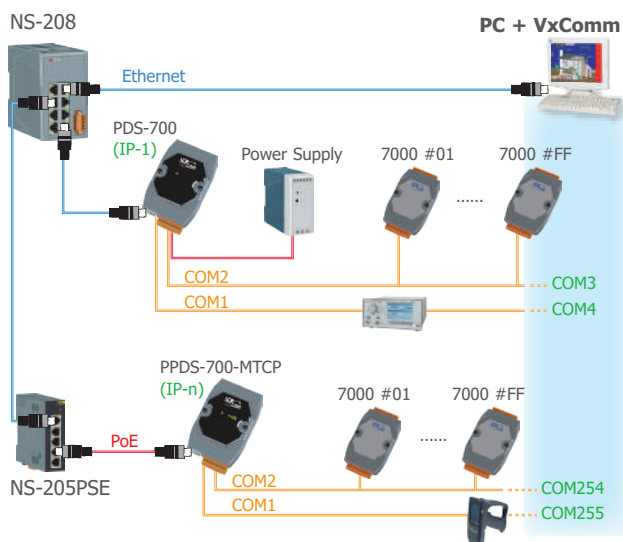 NS-208
PC + VxComm
Ethernet
PDS-700
(IP-1)
Power Supply
7000 #01
7000 #FF
......
COM2
COM3
COM1
COM4
PPDS-700-MTCP
(IP-n)
7000 #01
7000 #FF
......
PoE
NS-205PSE
COM2
COM254
COM1
COM255